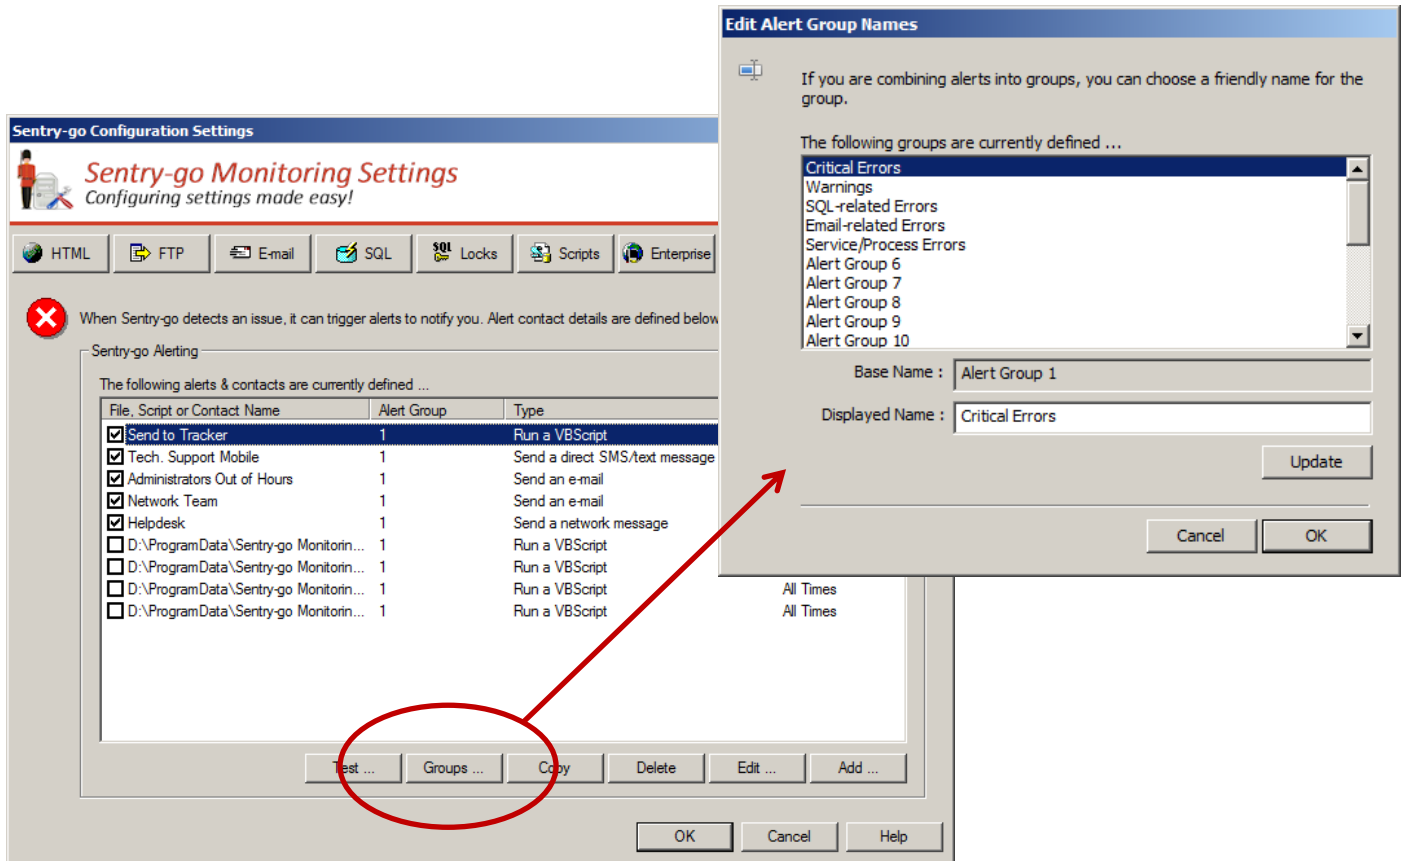 Edit Alert Group Names
If you are combining alerts into groups, you can choose a friendly name for the
group.
The following groups are currently defined ...
Critical Errors
Warnings
SQL-related Errors
Email-related Errors
Service/Process Errors
Alert Group 6
Alert Group 7
Alert Group 8
Alert Group 9
Alert Group 10
Base Name : Alert Group 1
Displayed Name : Critical Errors
Update
Cancel OK
Sentry-go Configuration Settings
Sentry-go Monitoring Settings
Configuring settings made easy!
HTML FTP E-mail SQL SQL Locks Scripts Enterprise
When Sentry-go detects an issue, it can trigger alerts to notify you. Alert contact details are defined below
Sentry-go Alerting
The following alerts & contacts are currently defined ...
File, Script or Contact Name Alert Group Type
Send to Tracker 1 Run a VBScript
Tech. Support Mobile 1 Send a direct SMS/text message
Administrators Out of Hours 1 Send an e-mail
Network Team 1 Send an e-mail
Helpdesk 1 Send a network message
D:\ProgramData\Sentry-go Monitorin... 1 Run a VBScript
D:\ProgramData\Sentry-go Monitorin... 1 Run a VBScript
D:\ProgramData\Sentry-go Monitorin... 1 Run a VBScript All Times
D:\ProgramData\Sentry-go Monitorin... 1 Run a VBScript All Times
Test ... Groups ... Copy Delete Edit ... Add ...
OK Cancel Help